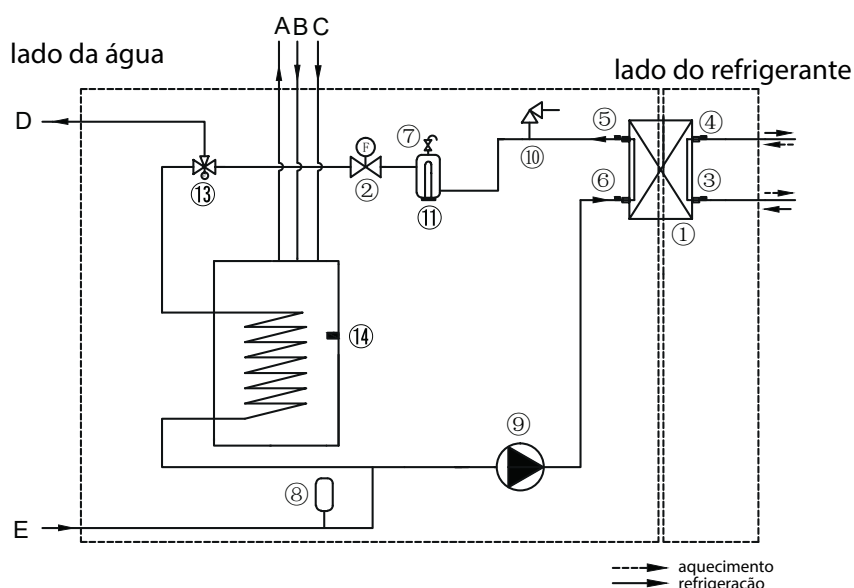 A B C
lado da água
lado do refrigerante
D
⑦
⑤
④
F
⑩
⑬
②
⑥
③
⑪
①
⑭
⑨
⑧
E
aquecimento
refrigeração